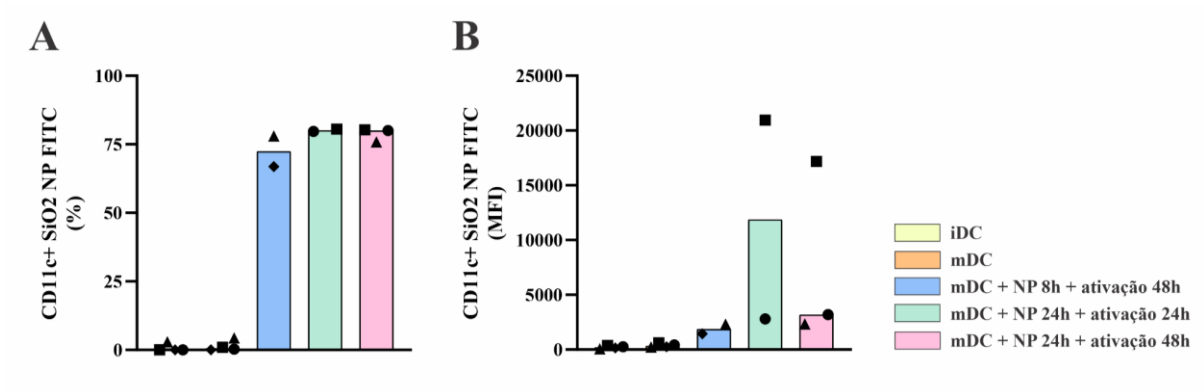 A
CD11c+ SiO2 NP FITC
(%)
100
75
50
25
0
B
CD11c+ SiO2 NP FITC
(MFI)
25000
20000
15000
10000
5000
0
iDC
mDC
mDC + NP 8h + ativação 48h
mDC + NP 24h + ativação 24h
mDC + NP 24h + ativação 48h